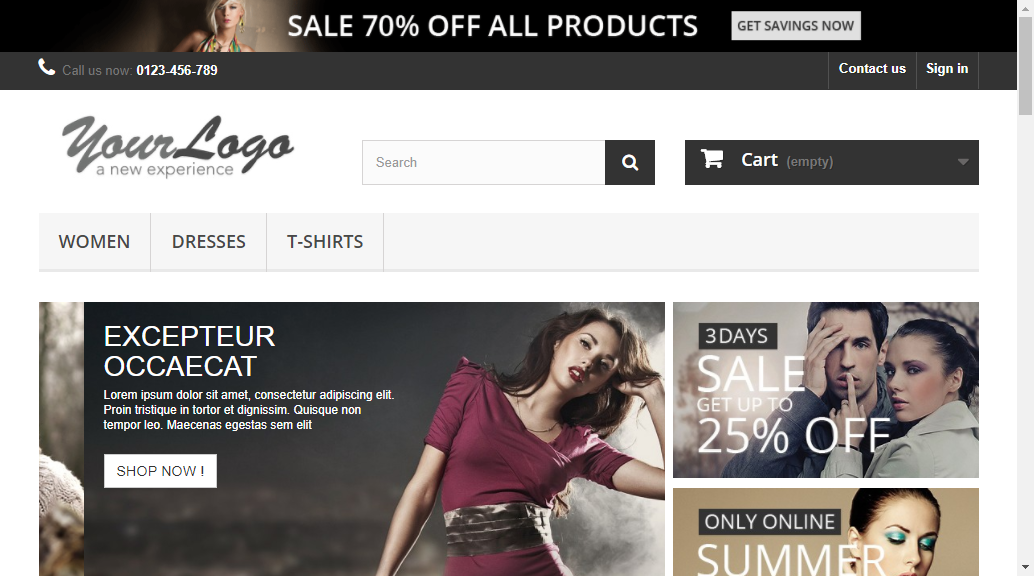 SALE 70% OFF ALL PRODUCTS GET SAVINGS NOW
Call us now: 0123-456-789 Contact us Sign in
YourLogo
a new experience
Search
Cart (empty)
WOMEN DRESSES T-SHIRTS
EXCEPTEUR
OCCAECAT
Lorem ipsum dolor sit amet, consectetur adipiscing elit.
Proin tristique in tortor et dignissim. Quisque non
tempor leo. Maecenas egestas sem elit
SHOP NOW !
3 DAYS
SALE
GET UP TO
25% OFF
ONLY ONLINE
SUMMER